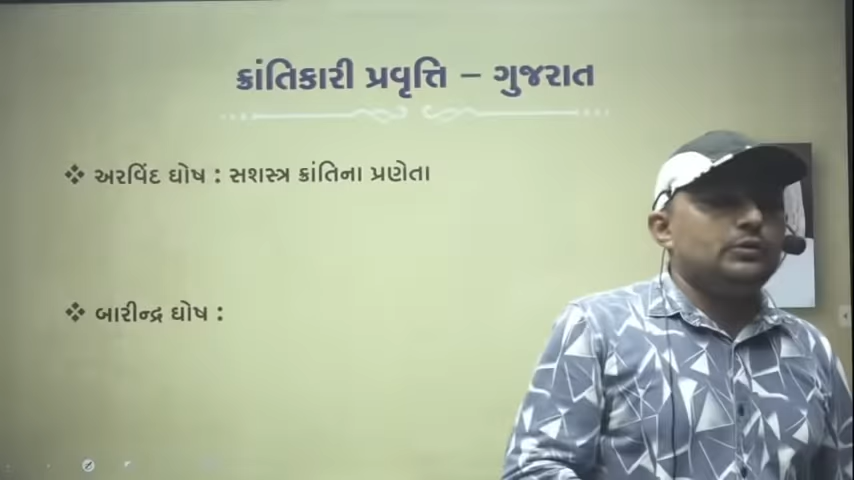 ક્રાંતિકારી પ્રવૃત્તિ – ગુજરાત
❖ અરવિંદ ઘોષ : સશસ્ત્ર ક્રાંતિના પ્રણેતા
❖ બારીન્દ્ર ઘોષ :